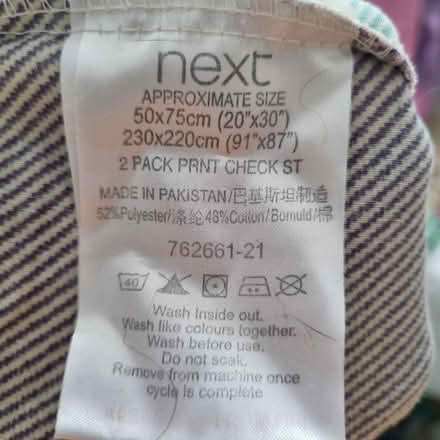 next
APPROXIMATE SIZE
50x75cm (20"x30")
230x220cm (91"x87")
2 PACK PRNT CHECK ST
MADE IN PAKISTAN/巴基斯坦制造
52%Polyester/涤纶48%Cotton/Bomuld/棉
762661-21
40
Wash inside out.
Wash like colours together.
Wash before use.
Do not soak.
Remove from machine once
cycle is complete